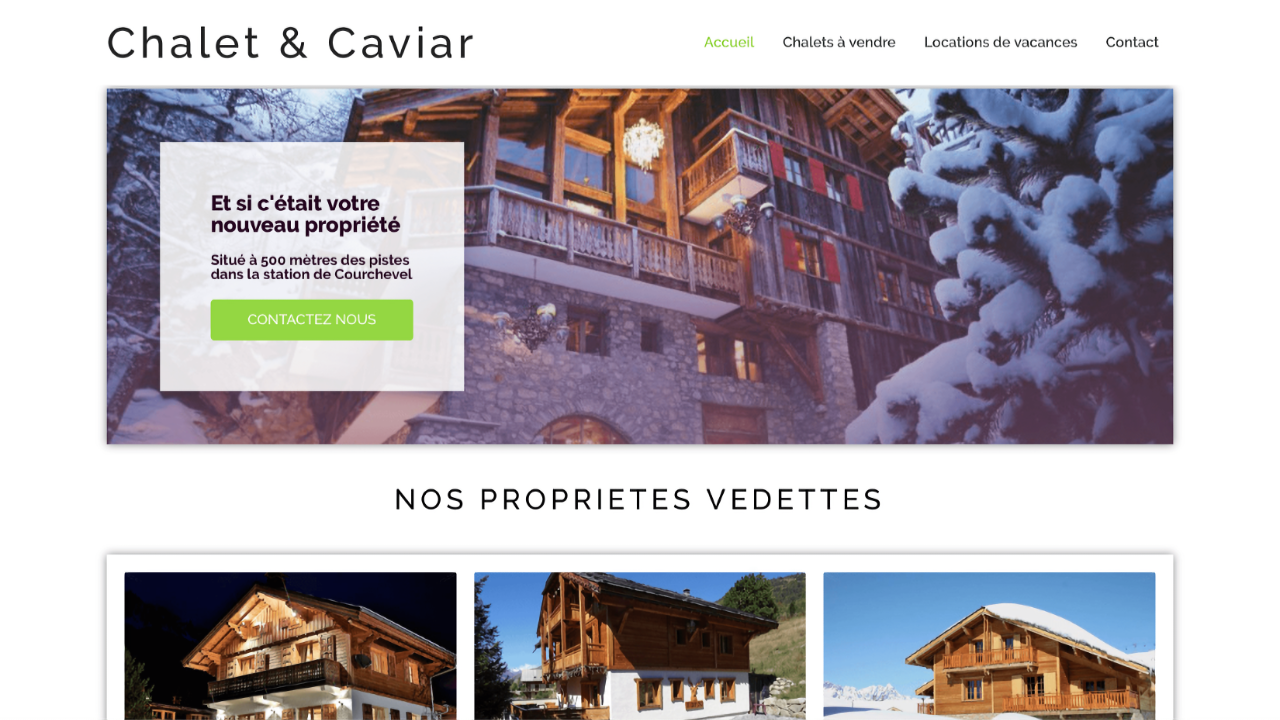 Chalet & Caviar
Accueil
Chalets à vendre
Locations de vacances
Contact
Et si c'était votre
nouveau propriété
Situé à 500 mètres des pistes
dans la station de Courchevel
CONTACTEZ NOUS
NOS PROPRIETES VEDETTES